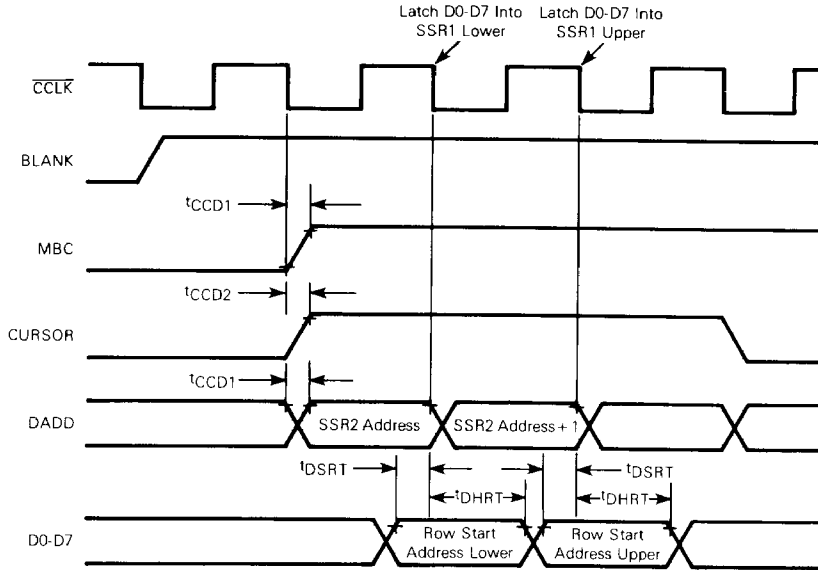 Latch D0-D7 Into
SSR1 Lower
Latch D0-D7 Into
SSR1 Upper
CCLK
BLANK
tCCD1
MBC
tCCD2
CURSOR
tCCD1
DADD
SSR2 Address
SSR2 Address + 1
tDSRT
tDSRT
tDHRT
tDHRT
D0-D7
Row Start
Address Lower
Row Start
Address Upper